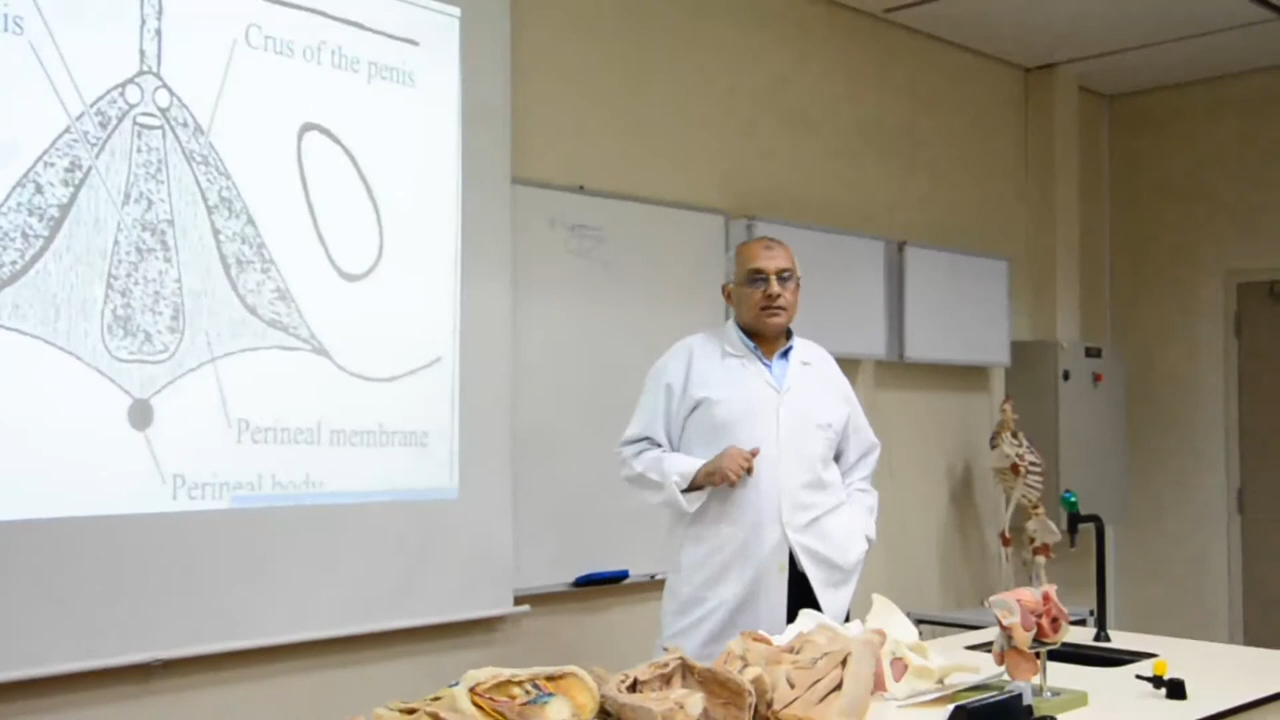 is
Crus of the penis
Perineal membrane
Perineal body